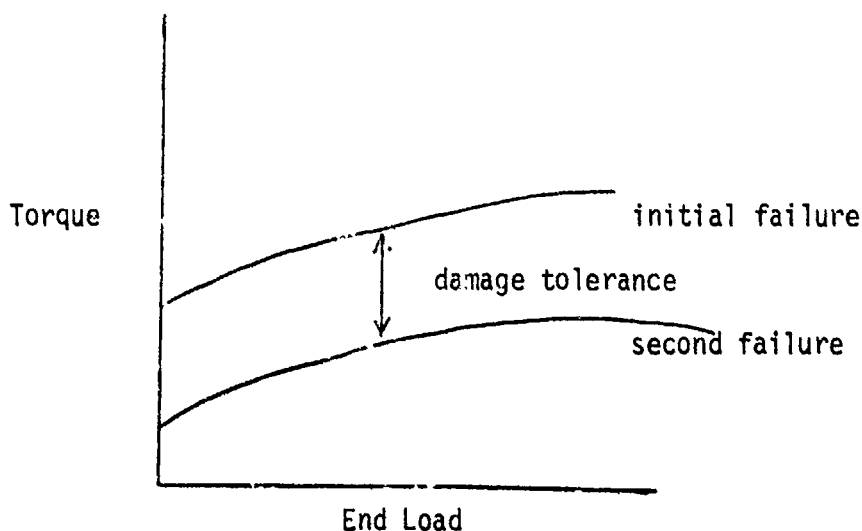 Torque
initial failure
damage tolerance
second failure
End Load